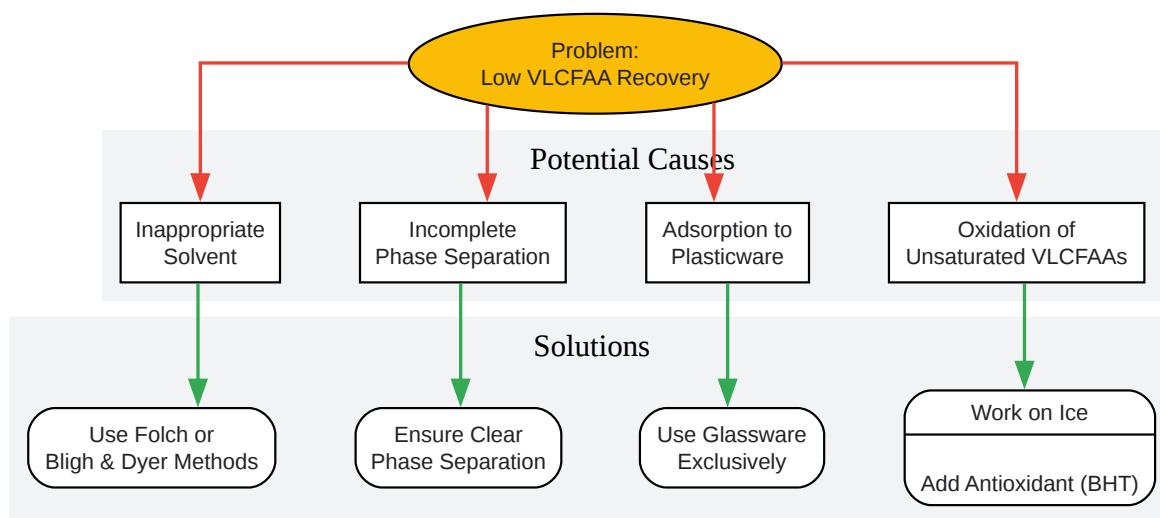 Problem:
Low VLCFAA Recovery
Potential Causes
Inappropriate
Solvent
Incomplete
Phase Separation
Adsorption to
Plasticware
Oxidation of
Unsaturated VLCFAAs
Solutions
Use Folch or
Bligh & Dyer Methods
Ensure Clear
Phase Separation
Use Glassware
Exclusively
Work on Ice
Add Antioxidant (BHT)